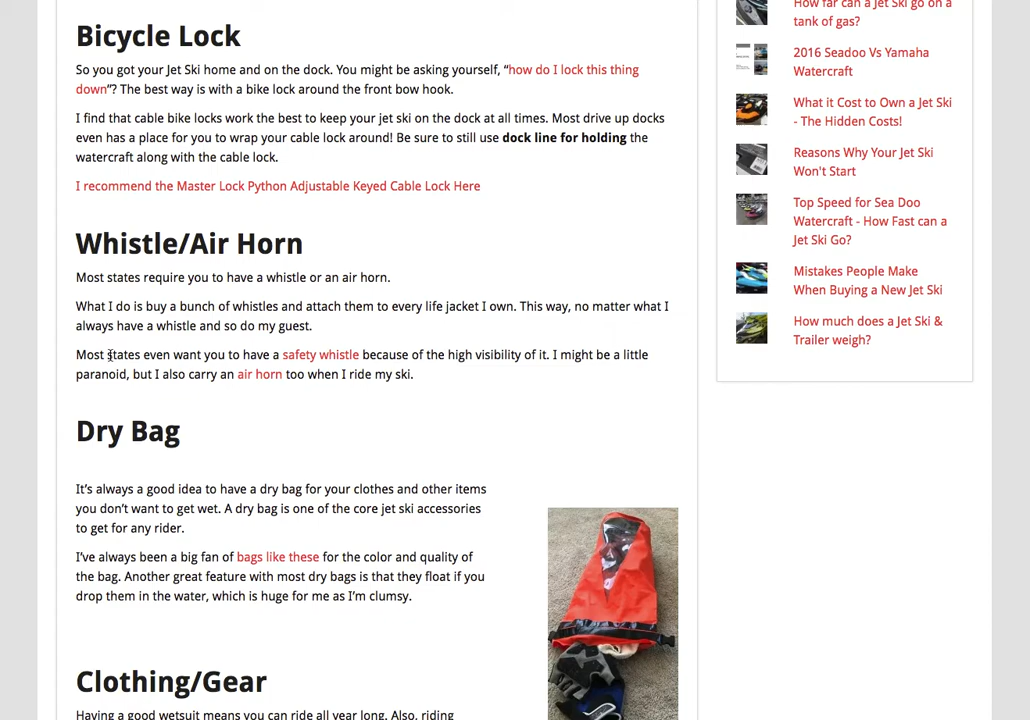 Bicycle Lock
So you got your Jet Ski home and on the dock. You might be asking yourself, “how do I lock this thing
down”? The best way is with a bike lock around the front bow hook.
I find that cable bike locks work the best to keep your jet ski on the dock at all times. Most drive up docks
even has a place for you to wrap your cable lock around! Be sure to still use dock line for holding the
watercraft along with the cable lock.
I recommend the Master Lock Python Adjustable Keyed Cable Lock Here
Whistle/Air Horn
Most states require you to have a whistle or an air horn.
What I do is buy a bunch of whistles and attach them to every life jacket I own. This way, no matter what I
always have a whistle and so do my guest.
Most states even want you to have a safety whistle because of the high visibility of it. I might be a little
paranoid, but I also carry an air horn too when I ride my ski.
Dry Bag
It’s always a good idea to have a dry bag for your clothes and other items
you don’t want to get wet. A dry bag is one of the core jet ski accessories
to get for any rider.
I’ve always been a big fan of bags like these for the color and quality of
the bag. Another great feature with most dry bags is that they float if you
drop them in the water, which is huge for me as I’m clumsy.
Clothing/Gear
Having a good wetsuit means you can ride all year long. Also, riding
How far can a Jet Ski go on a
tank of gas?
2016 Seadoo Vs Yamaha
Watercraft
What it Cost to Own a Jet Ski
- The Hidden Costs!
Reasons Why Your Jet Ski
Won't Start
Top Speed for Sea Doo
Watercraft - How Fast can a
Jet Ski Go?
Mistakes People Make
When Buying a New Jet Ski
How much does a Jet Ski &
Trailer weigh?